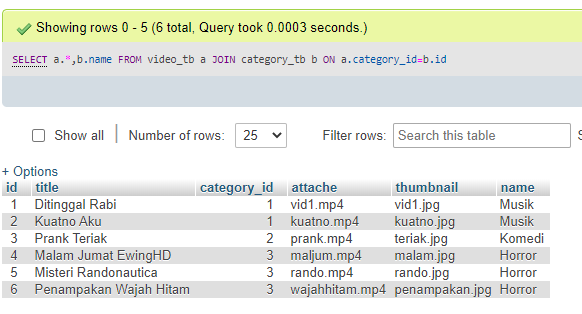 Showing rows 0 - 5 (6 total, Query took 0.0003 seconds.)
SELECT a.*,b.name FROM video_tb a JOIN category_tb b ON a.category_id=b.id
Show all Number of rows: 25 Filter rows: Search this table
+ Options
id title category_id attache thumbnail name
1 Ditinggal Rabi 1 vid1.mp4 vid1.jpg Musik
2 Kuatno Aku 1 kuatno.mp4 kuatno.jpg Musik
3 Prank Teriak 2 prank.mp4 teriak.jpg Komedi
4 Malam Jumat EwingHD 3 maljum.mp4 malam.jpg Horror
5 Misteri Randonautica 3 rando.mp4 rando.jpg Horror
6 Penampakan Wajah Hitam 3 wajahhitam.mp4 penampakan.jpg Horror